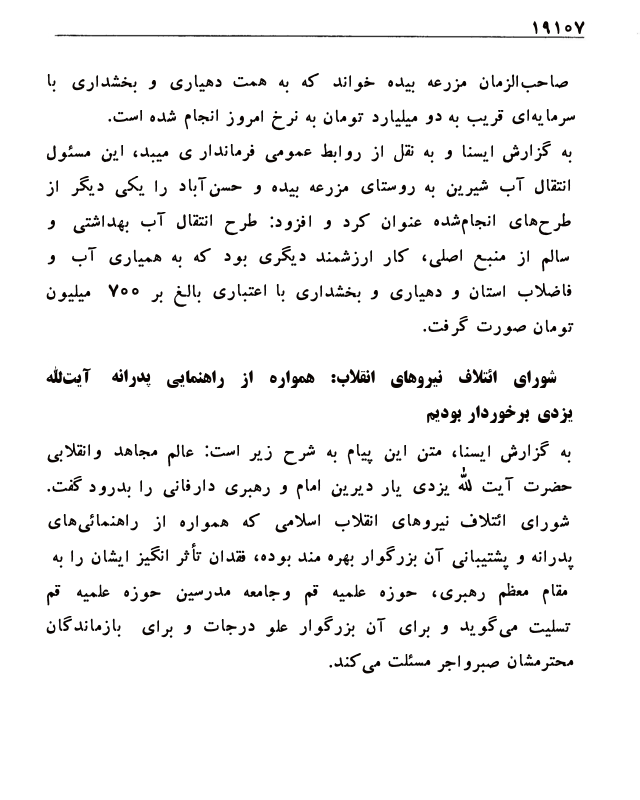 ۱۹۱۰۷
صاحب‌الزمان مزرعه بیده خواند که به همت دهیاری و بخشداری با
سرمایه‌ای قریب به دو میلیارد تومان به نرخ امروز انجام شده است.
به گزارش ایسنا و به نقل از روابط عمومی فرمانداری میبد، این مسئول
انتقال آب شیرین به روستای مزرعه بیده و حسن‌آباد را یکی دیگر از
طرح‌های انجام‌شده عنوان کرد و افزود: طرح انتقال آب بهداشتی و
سالم از منبع اصلی، کار ارزشمند دیگری بود که به همیاری آب و
فاضلاب استان و دهیاری و بخشداری با اعتباری بالغ بر ۷۰۰ میلیون
تومان صورت گرفت.
شورای ائتلاف نیروهای انقلاب: همواره از راهنمایی پدرانه آیت‌الله
یزدی برخوردار بودیم
به گزارش ایسنا، متن این پیام به شرح زیر است: عالم مجاهد وانقلابی
حضرت آیت الله یزدی یار دیرین امام و رهبری دارفانی را بدرود گفت.
شورای ائتلاف نیروهای انقلاب اسلامی که همواره از راهنمائی‌های
پدرانه و پشتیبانی آن بزرگوار بهره مند بوده، فقدان تأثر انگیز ایشان را به
مقام معظم رهبری، حوزه علمیه قم وجامعه مدرسین حوزه علمیه قم
تسلیت می‌گوید و برای آن بزرگوار علو درجات و برای بازماندگان
محترمشان صبرواجر مسئلت می‌کند.